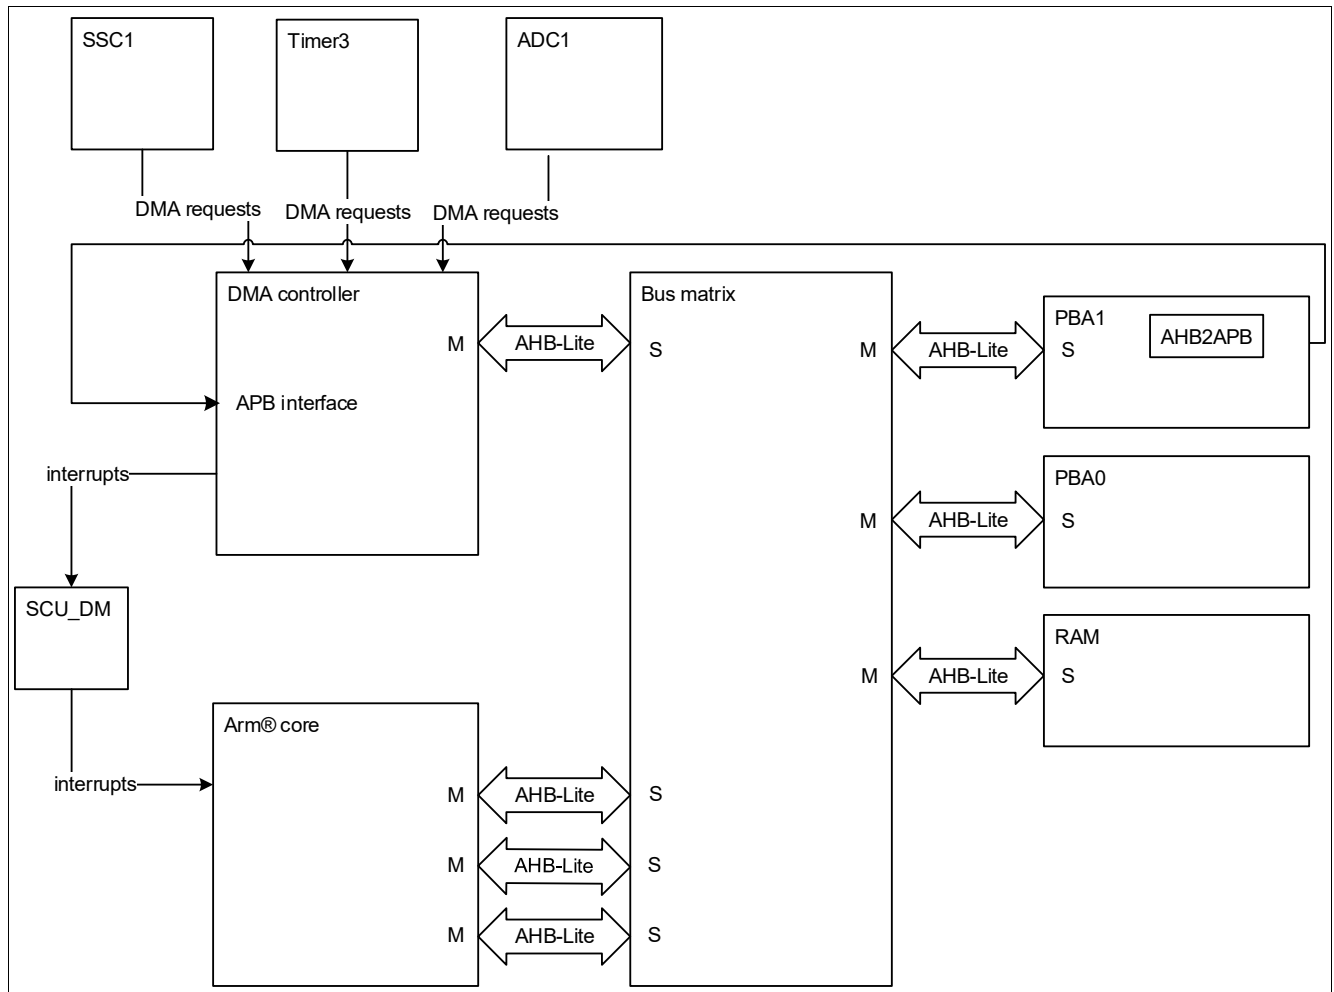 SSC1
Timer3
ADC1
DMA requests
DMA requests
DMA requests
DMA controller
M
AHB-Lite
APB interface
Bus matrix
S
M
AHB-Lite
PBA1
S
AHB2APB
interrupts
M
AHB-Lite
PBA0
S
SCU_DM
M
AHB-Lite
RAM
S
interrupts
Arm® core
M
AHB-Lite
S
M
AHB-Lite
S
M
AHB-Lite
S